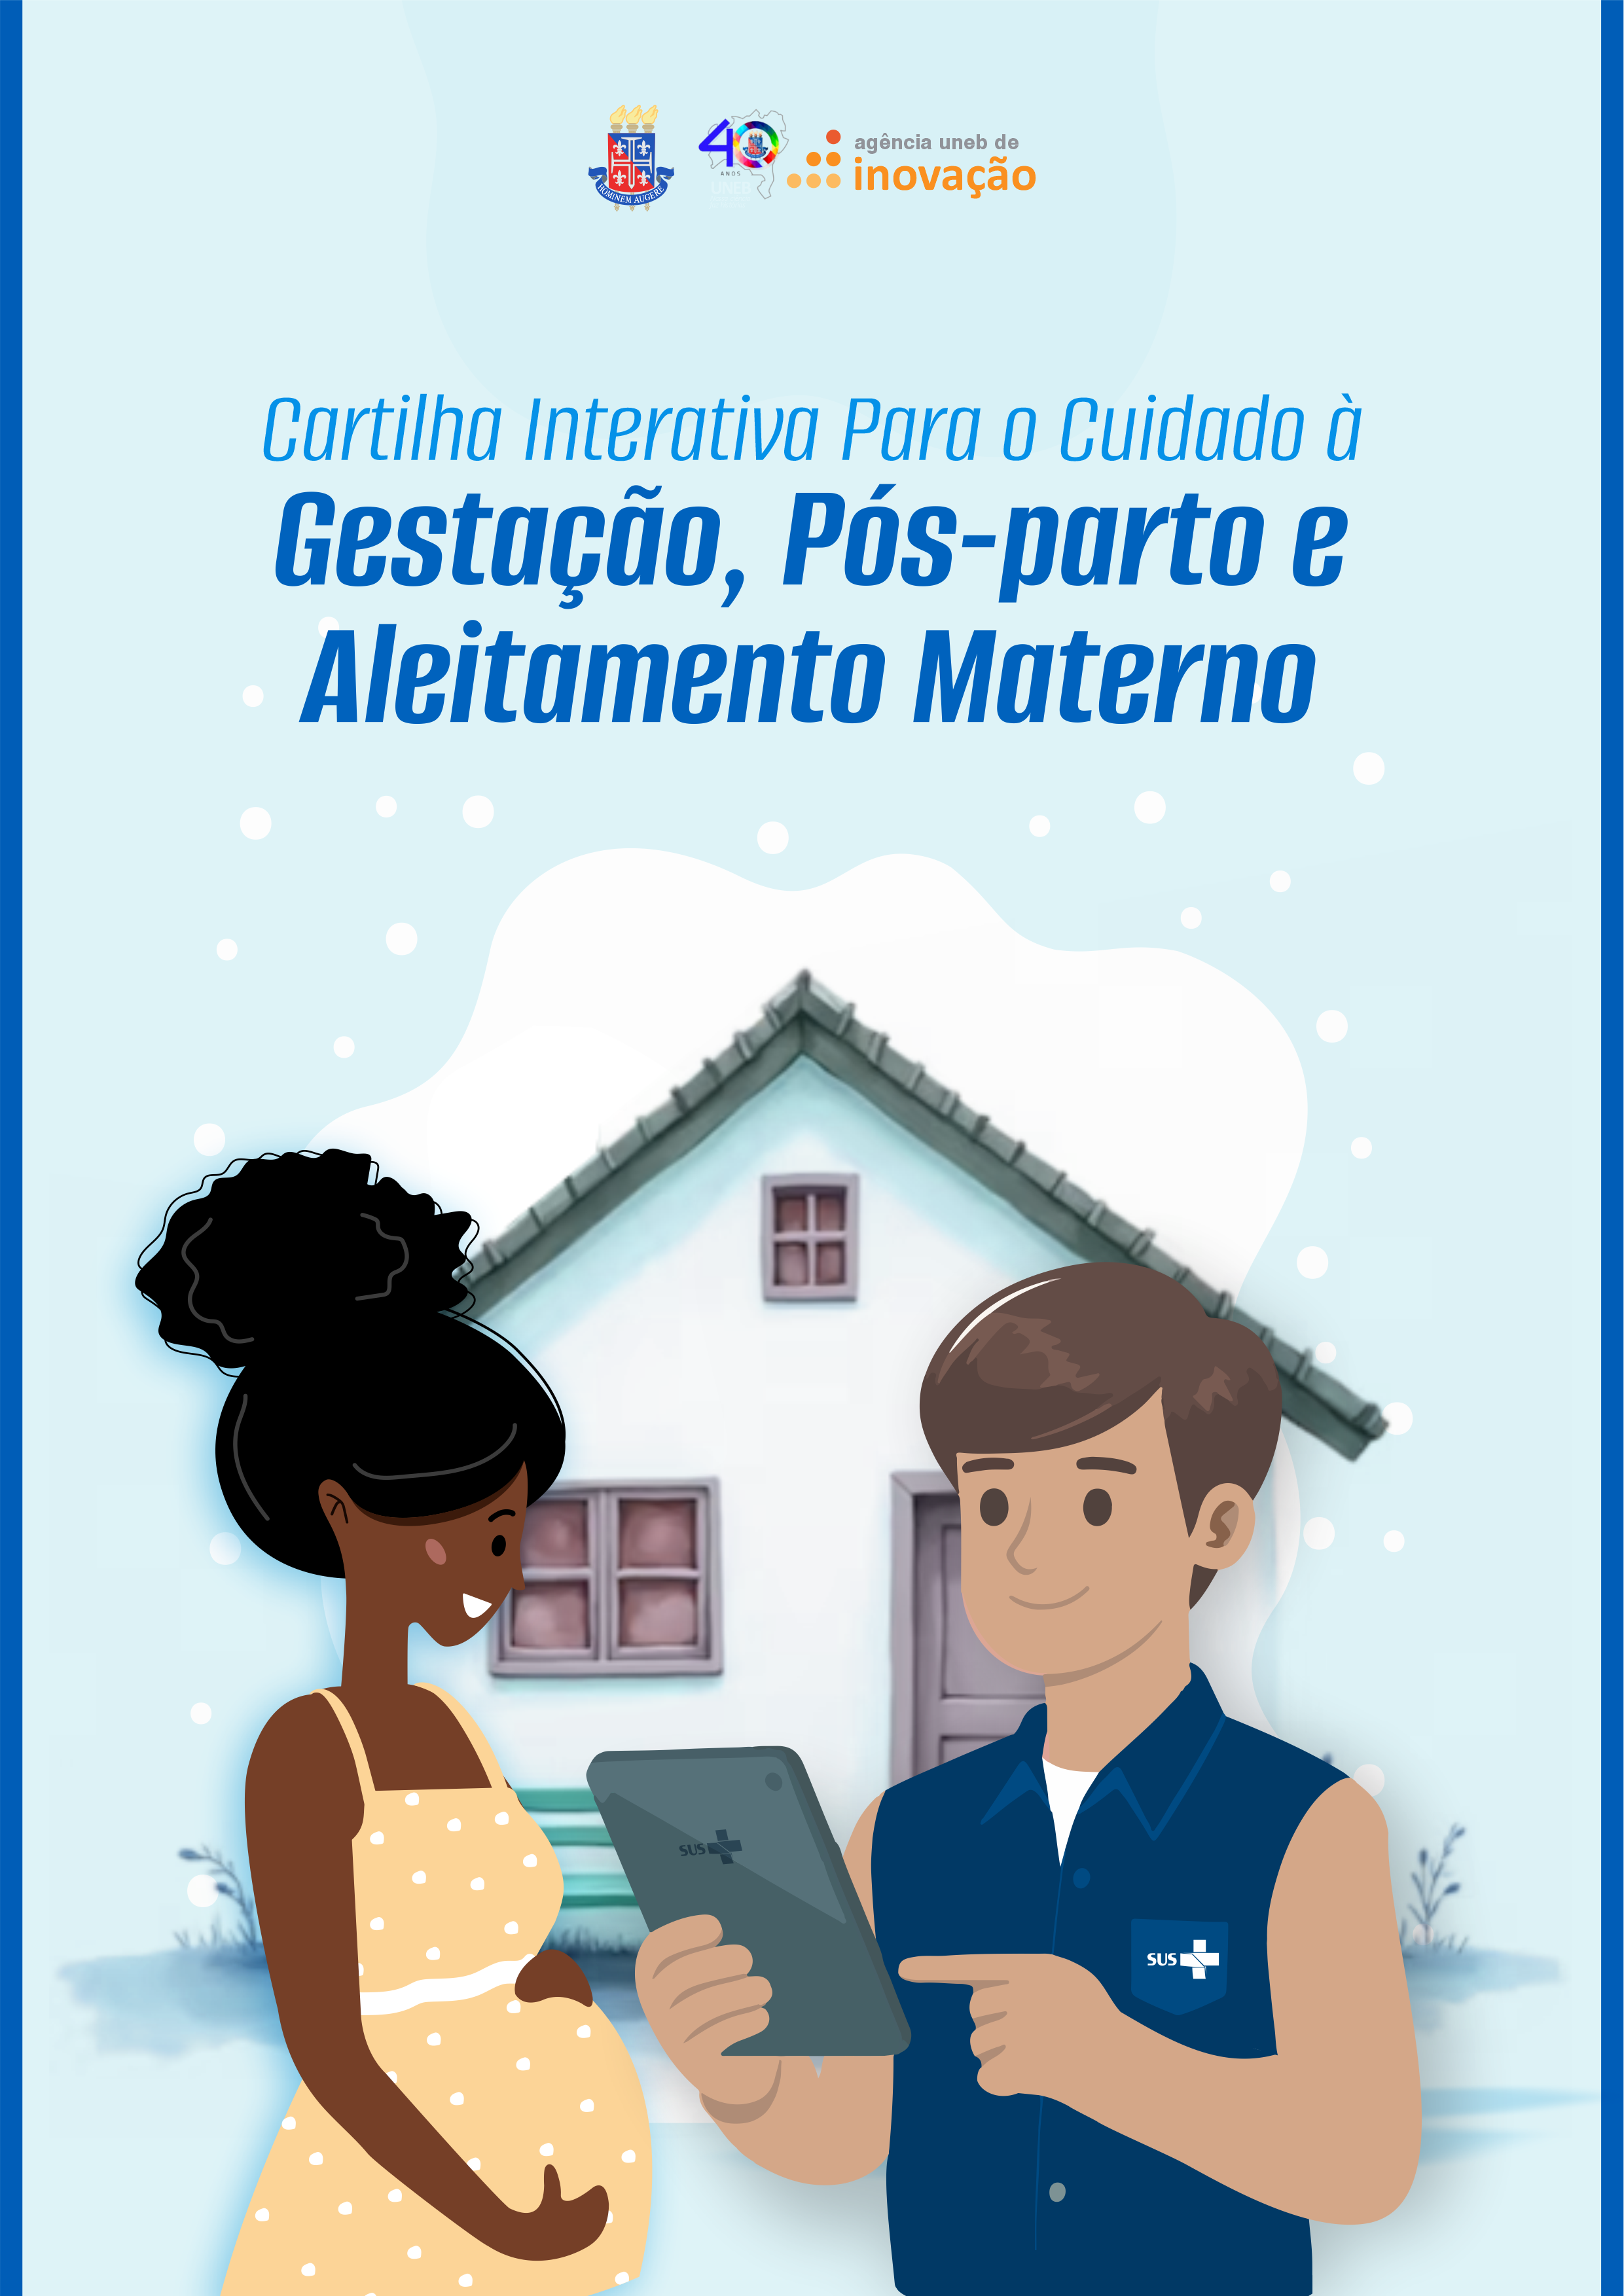 HOMINEM AUGERE
40
ANOS
UNEB
agência uneb de
inovação
Cartilha Interativa Para o Cuidado à
Gestação, Pós-parto e
Aleitamento Materno
SUS
SUS